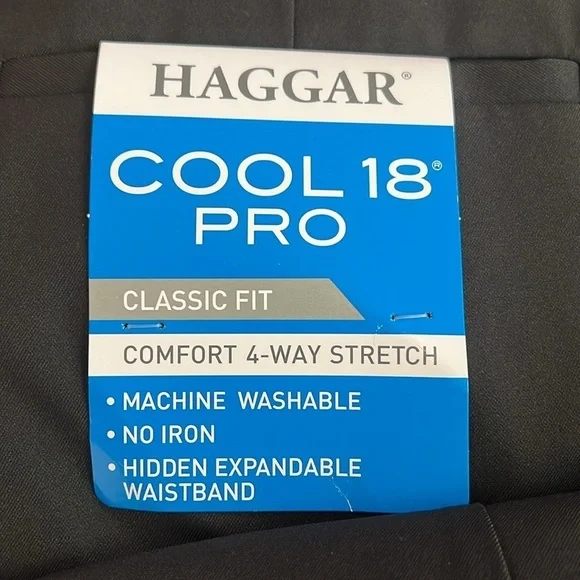 HAGGAR®
COOL 18®
PRO
CLASSIC FIT
COMFORT 4-WAY STRETCH
• MACHINE WASHABLE
• NO IRON
• HIDDEN EXPANDABLE
WAISTBAND